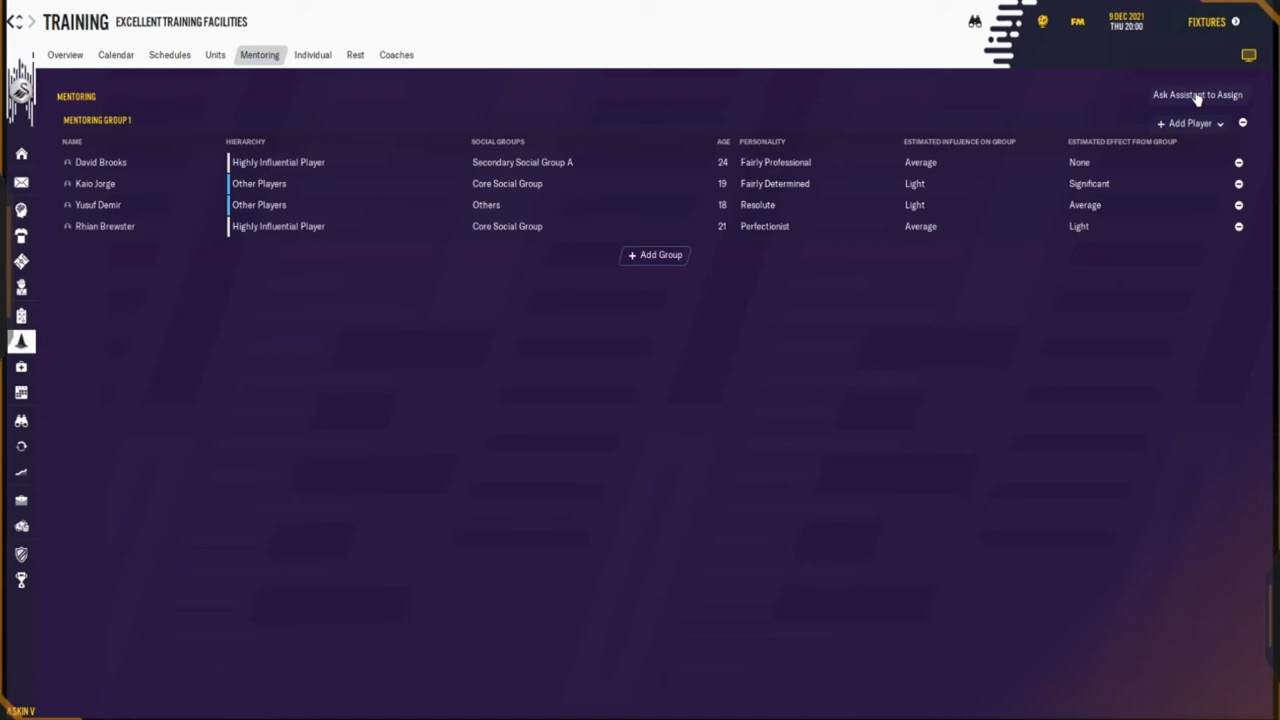 TRAINING EXCELLENT TRAINING FACILITIES
FM
9 DEC 2021
THU 20:00
FIXTURES
Overview Calendar Schedules Units Mentoring Individual Rest Coaches
MENTORING
Ask Assistant to Assign
MENTORING GROUP 1
+ Add Player
NAME HIERARCHY SOCIAL GROUPS AGE PERSONALITY ESTIMATED INFLUENCE ON GROUP ESTIMATED EFFECT FROM GROUP
David Brooks Highly Influential Player Secondary Social Group A 24 Fairly Professional Average None
Kaio Jorge Other Players Core Social Group 19 Fairly Determined Light Significant
Yusuf Demir Other Players Others 18 Resolute Light Average
Rhian Brewster Highly Influential Player Core Social Group 21 Perfectionist Average Light
+ Add Group
SKIN V